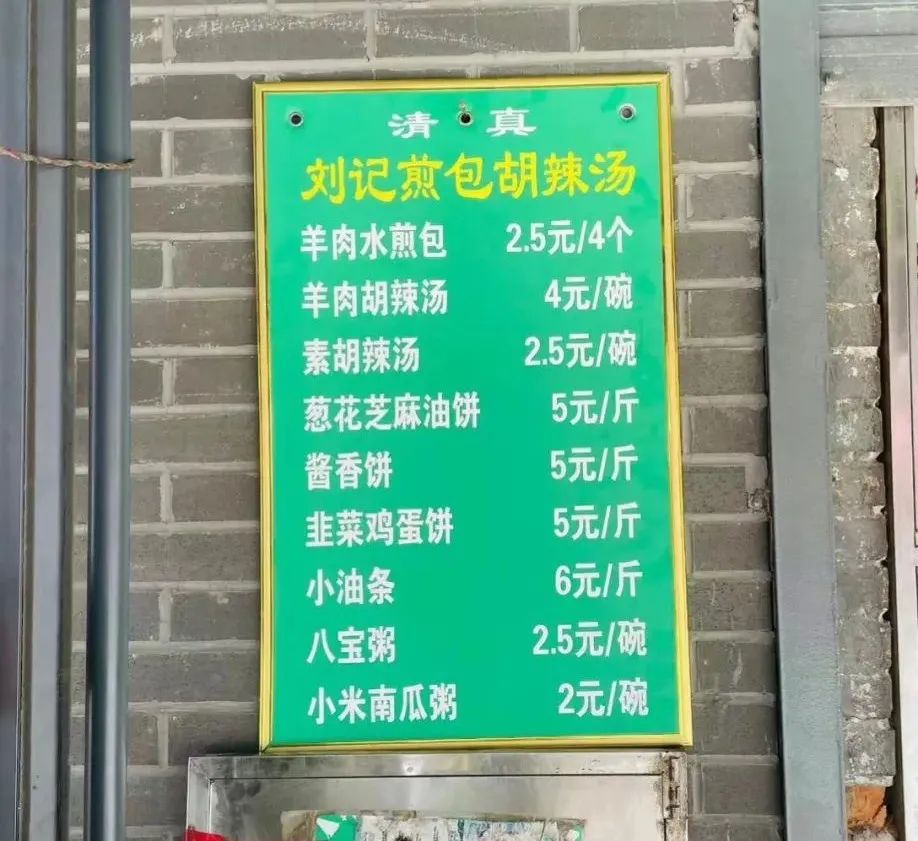 清真
刘记煎包胡辣汤
羊肉水煎包 2.5元/4个
羊肉胡辣汤 4元/碗
素胡辣汤 2.5元/碗
葱花芝麻油饼 5元/斤
酱香饼 5元/斤
韭菜鸡蛋饼 5元/斤
小油条 6元/斤
八宝粥 2.5元/碗
小米南瓜粥 2元/碗